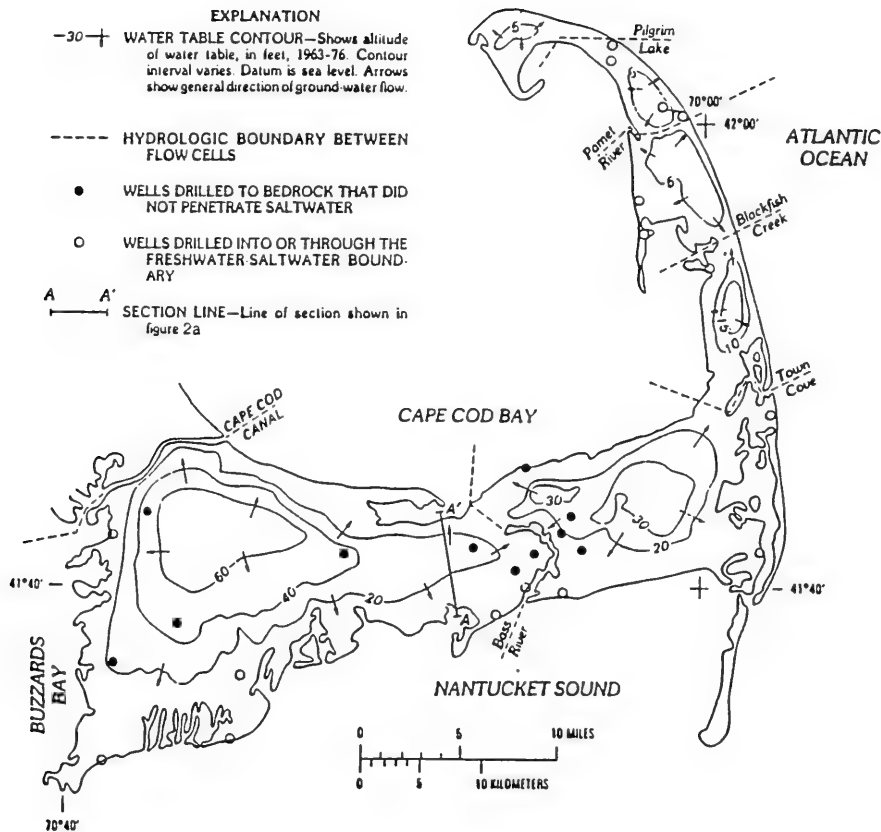 EXPLANATION
—30—
WATER TABLE CONTOUR—Shows altitude
of water table, in feet, 1963-76. Contour
interval varies. Datum is sea level. Arrows
show general direction of ground-water flow.
HYDROLOGIC BOUNDARY BETWEEN
FLOW CELLS
WELLS DRILLED TO BEDROCK THAT DID
NOT PENETRATE SALTWATER
WELLS DRILLED INTO OR THROUGH THE
FRESHWATER-SALTWATER BOUND-
ARY
A A'
SECTION LINE—Line of section shown in
figure 2a
5
Pilgrim
Lake
5
70°00'
42°00'
Pamet
River
ATLANTIC
OCEAN
6
Blackfish
Creek
5
10
Town
Cove
CAPE COD
CANAL
CAPE COD BAY
A'
30
30
20
60
40
20
41°40'
41°40'
A
Bass
River
BUZZARDS
BAY
NANTUCKET SOUND
0 5 10 MILES
0 5 10 KILOMETERS
70°40'